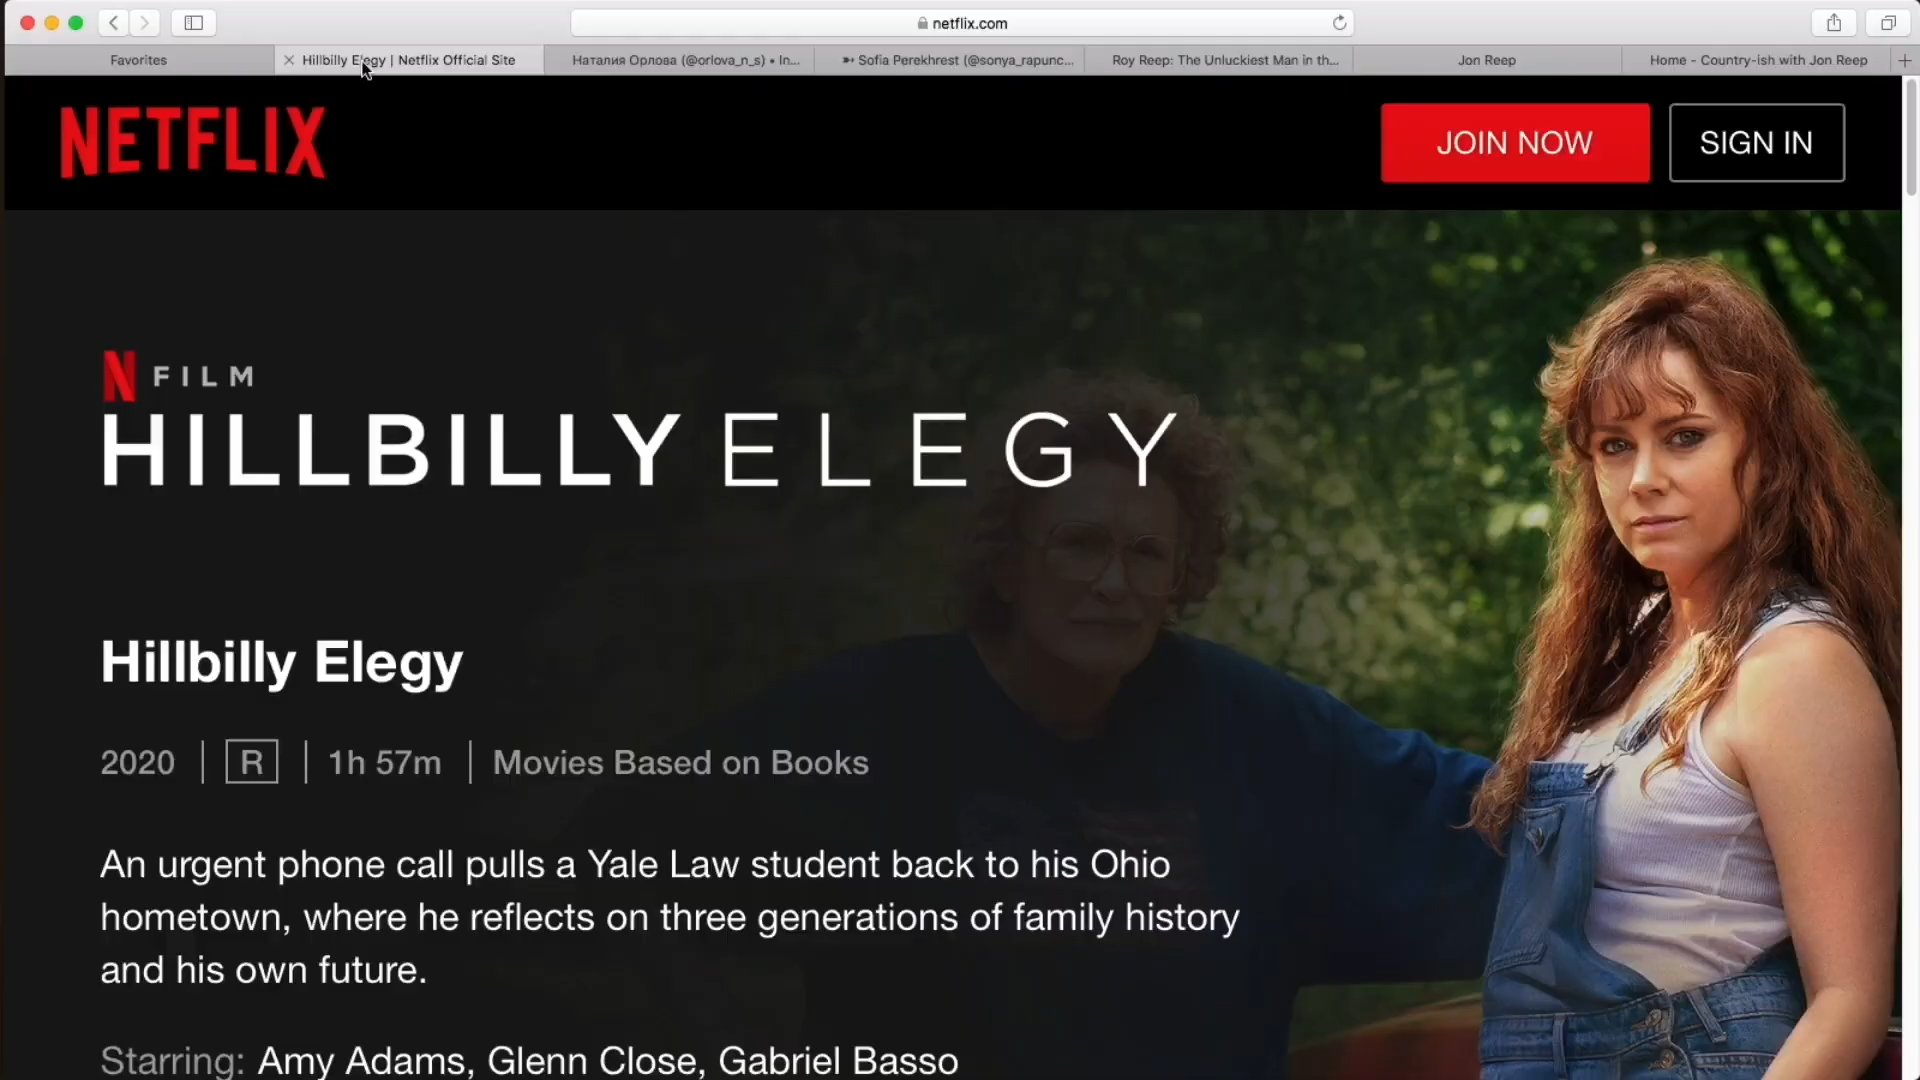 netflix.com
Favorites
Hillbilly Elegy | Netflix Official Site
Наталия Орлова (@orlova_n_s) • In...
Sofia Perekhrest (@sonya_rapunc...
Roy Reep: The Unluckiest Man in th...
Jon Reep
Home - Country-ish with Jon Reep
NETFLIX
JOIN NOW
SIGN IN
N FILM
HILLBILLY ELEGY
Hillbilly Elegy
2020 | R | 1h 57m | Movies Based on Books
An urgent phone call pulls a Yale Law student back to his Ohio
hometown, where he reflects on three generations of family history
and his own future.
Starring: Amy Adams, Glenn Close, Gabriel Basso